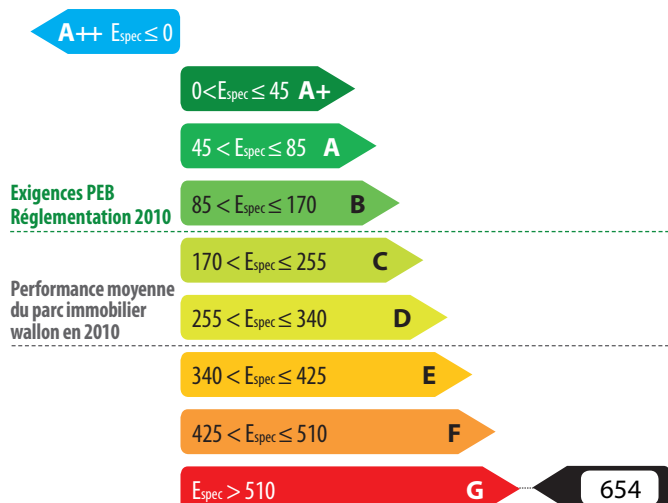 A++ Espec ≤ 0
0<Espec ≤ 45 A+
45 < Espec ≤ 85 A
Exigences PEB
Réglementation 2010
85 < Espec ≤ 170 B
170 < Espec ≤ 255 C
Performance moyenne
du parc immobilier
wallon en 2010
255 < Espec ≤ 340 D
340 < Espec ≤ 425 E
425 < Espec ≤ 510 F
Espec > 510 G
654